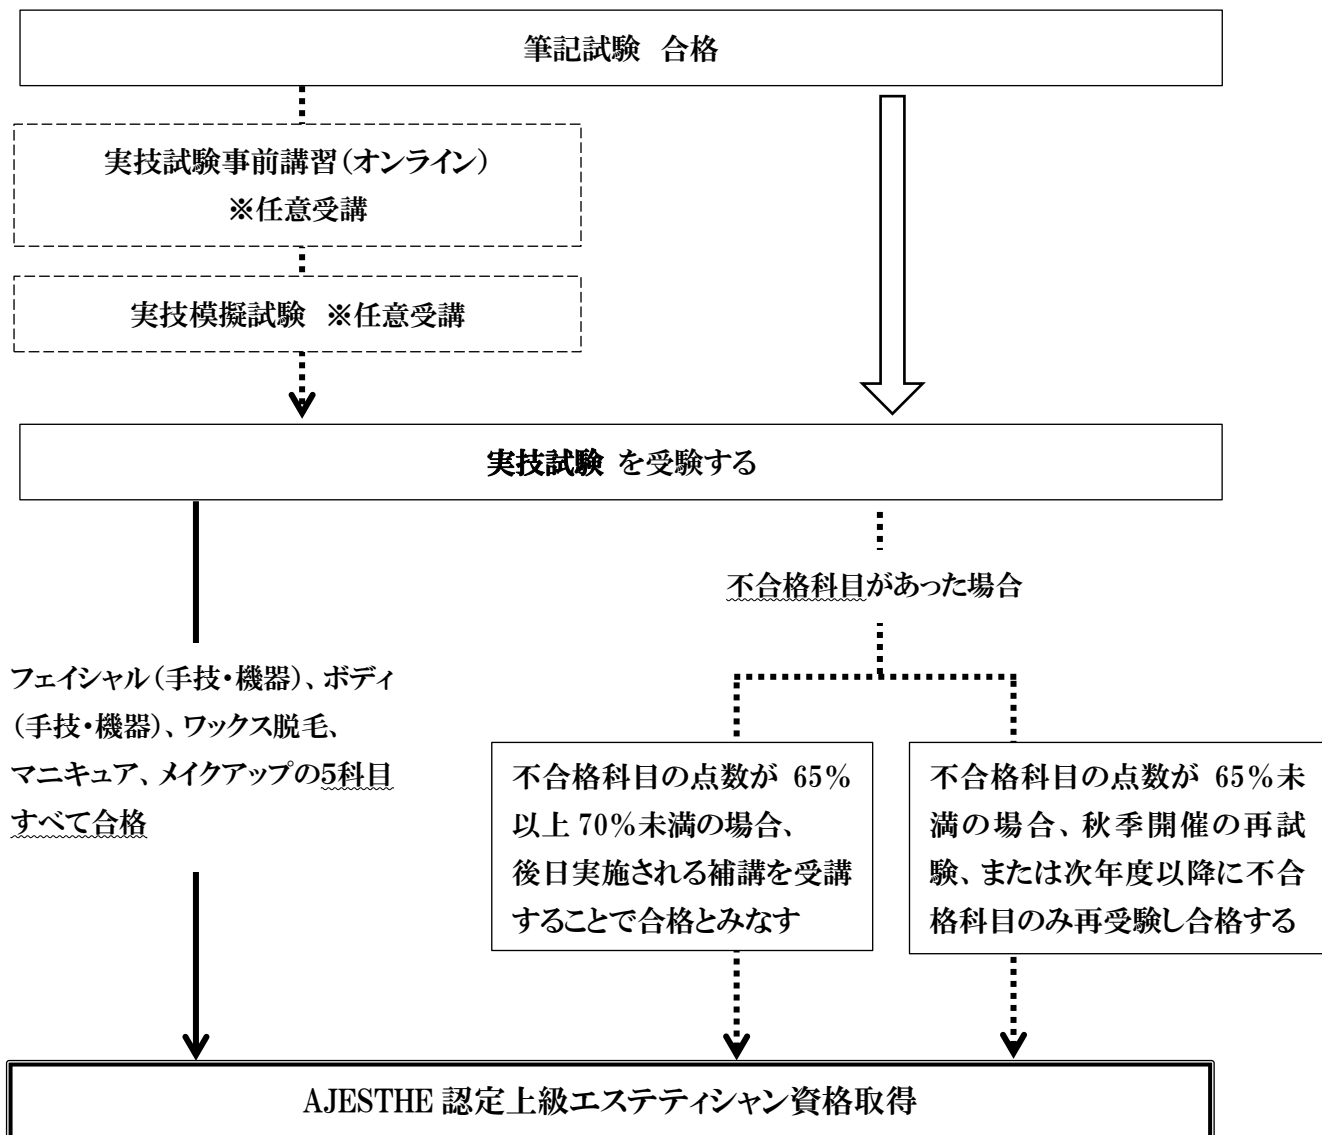 筆記試験 合格
実技試験事前講習(オンライン)
※任意受講
実技模擬試験 ※任意受講
実技試験 を受験する
不合格科目があった場合
フェイシャル(手技・機器)、ボディ
(手技・機器)、ワックス脱毛、
マニキュア、メイクアップの5科目
すべて合格
不合格科目の点数が 65%
以上 70%未満の場合、
後日実施される補講を受講
することで合格とみなす
不合格科目の点数が 65%未
満の場合、秋季開催の再試
験、または次年度以降に不合
格科目のみ再受験し合格する
AJESTHE 認定上級エステティシャン資格取得